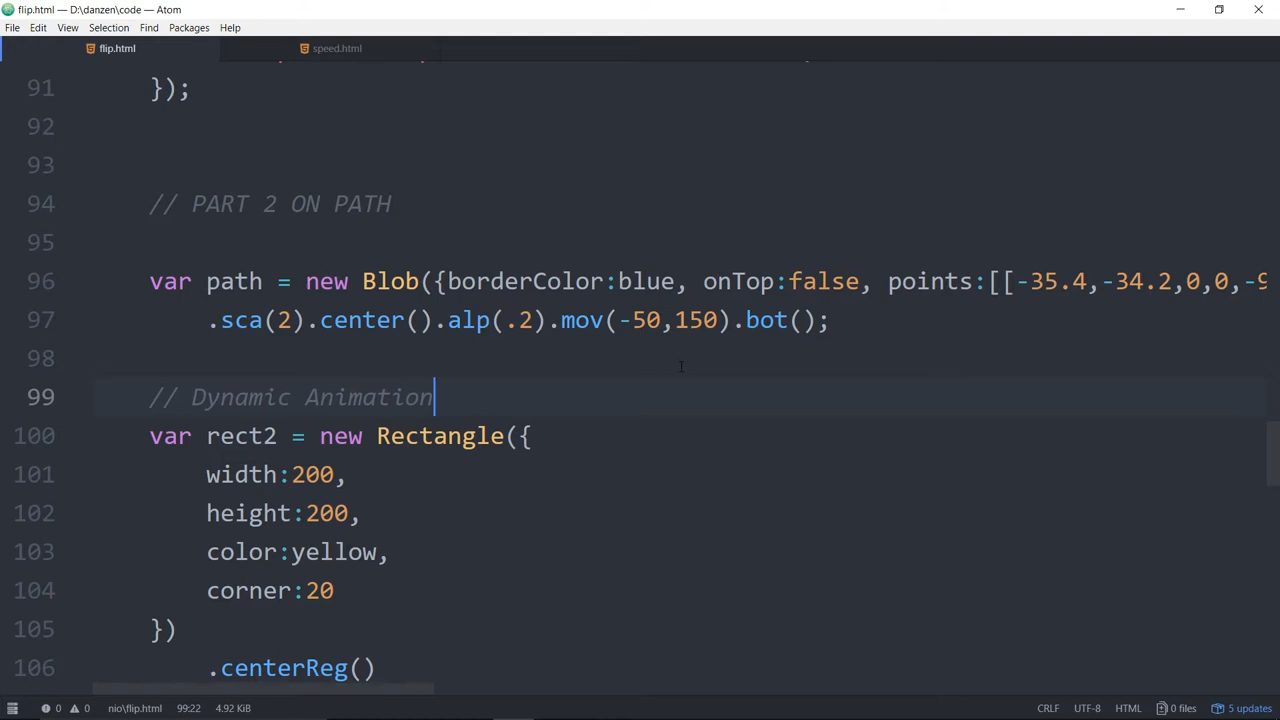 flip.html — D:\danzen\code — Atom
File Edit View Selection Find Packages Help
flip.html speed.html
91 });
92
93
94 // PART 2 ON PATH
95
96 var path = new Blob({borderColor:blue, onTop:false, points:[[-35.4,-34.2,0,0,-9
97 .sca(2).center().alp(.2).mov(-50,150).bot();
98
99 // Dynamic Animation
100 var rect2 = new Rectangle({
101 width:200,
102 height:200,
103 color:yellow,
104 corner:20
105 })
106 .centerReg()
0 0 nio\flip.html 99:22 4.92 KiB CRLF UTF-8 HTML 0 files 5 updates